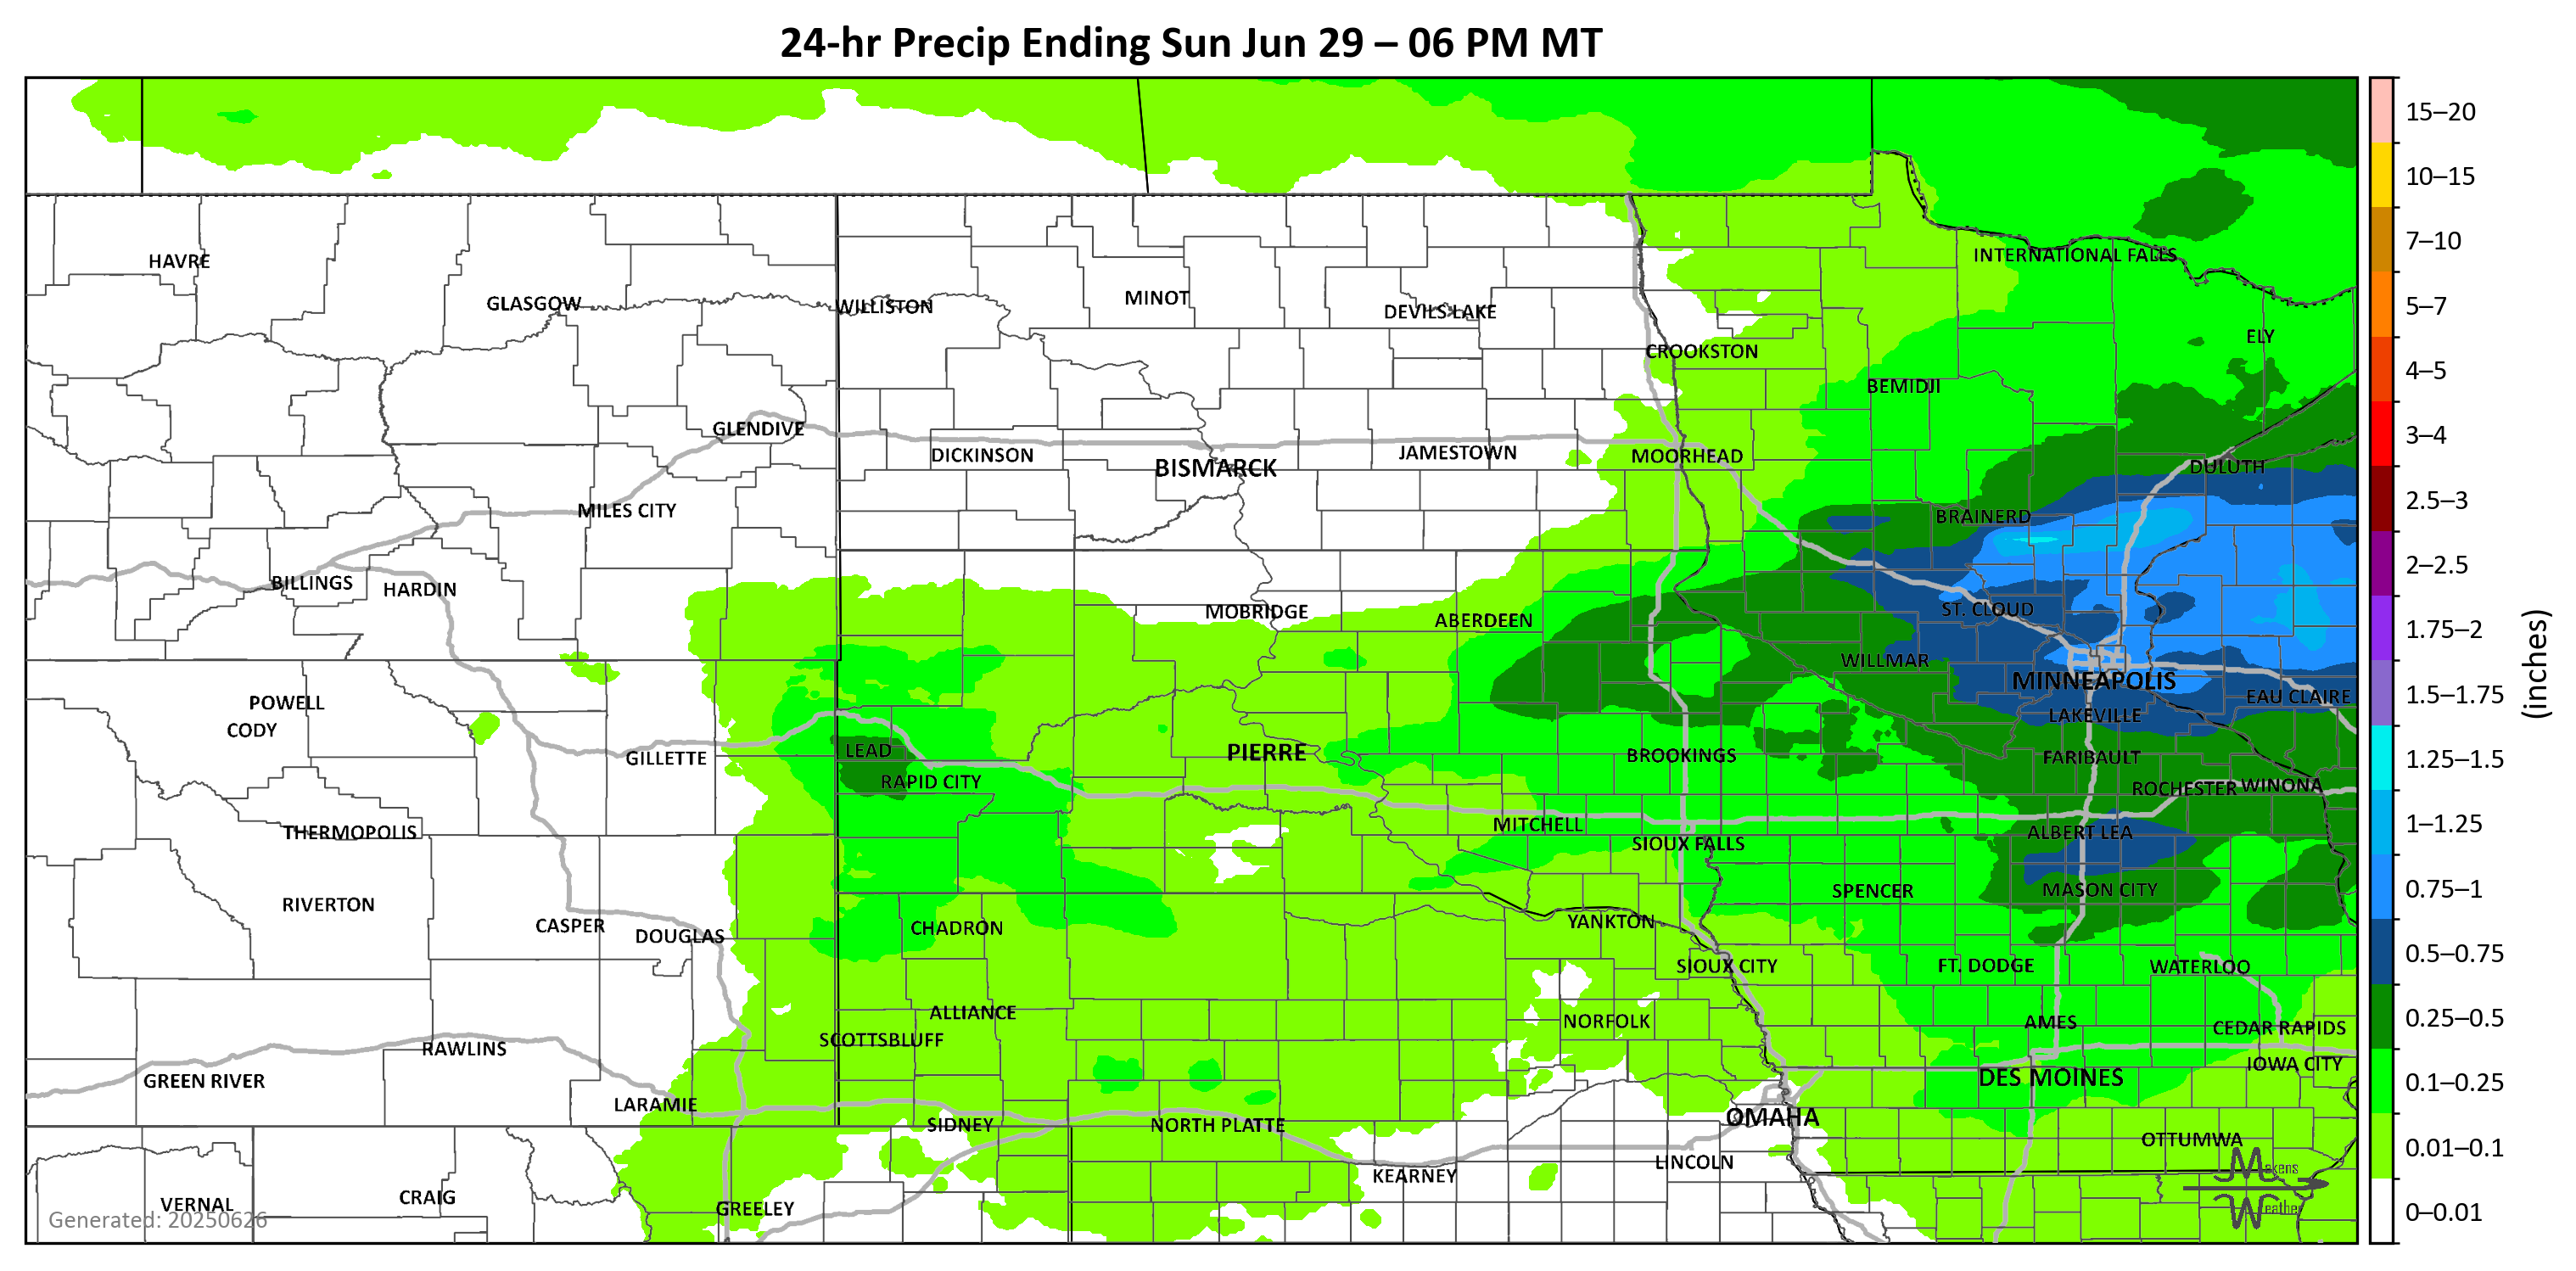 24-hr Precip Ending Sun Jun 29 – 06 PM MT
HAVRE
GLASGOW
WILLISTON
MINOT
DEVILS LAKE
INTERNATIONAL FALLS
ELY
CROOKSTON
BEMIDJI
GLENDIVE
DICKINSON
BISMARCK
JAMESTOWN
MOORHEAD
DULUTH
MILES CITY
BRAINERD
BILLINGS
HARDIN
MOBRIDGE
ABERDEEN
ST. CLOUD
WILLMAR
MINNEAPOLIS
EAU CLAIRE
POWELL
CODY
LAKEVILLE
GILLETTE
LEAD
RAPID CITY
PIERRE
BROOKINGS
FARIBAULT
ROCHESTER
WINONA
THERMOPOLIS
MITCHELL
SIOUX FALLS
ALBERT LEA
RIVERTON
CASPER
DOUGLAS
CHADRON
YANKTON
SPENCER
MASON CITY
SIOUX CITY
FT. DODGE
WATERLOO
ALLIANCE
SCOTTSBLUFF
NORFOLK
AMES
CEDAR RAPIDS
RAWLINS
GREEN RIVER
IOWA CITY
DES MOINES
LARAMIE
SIDNEY
NORTH PLATTE
OMAHA
OTTUMWA
KEARNEY
LINCOLN
VERNAL
CRAIG
GREELEY
Generated: 20250626
Makens
Weather
15–20
10–15
7–10
5–7
4–5
3–4
2.5–3
2–2.5
1.75–2
1.5–1.75
1.25–1.5
1–1.25
0.75–1
0.5–0.75
0.25–0.5
0.1–0.25
0.01–0.1
0–0.01
(inches)